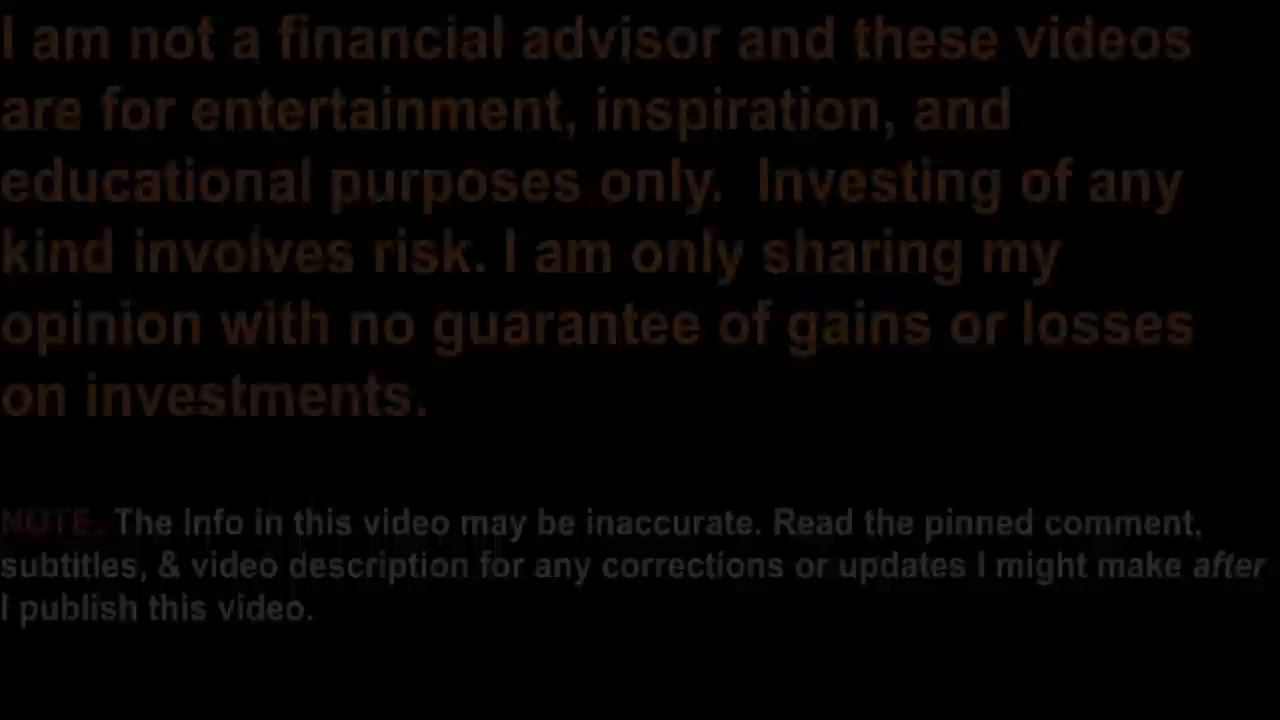 I am not a financial advisor and these videos
are for entertainment, inspiration, and
educational purposes only.  Investing of any
kind involves risk. I am only sharing my
opinion with no guarantee of gains or losses
on investments.
NOTE. The Info in this video may be inaccurate. Read the pinned comment,
subtitles, & video description for any corrections or updates I might make after
I publish this video.